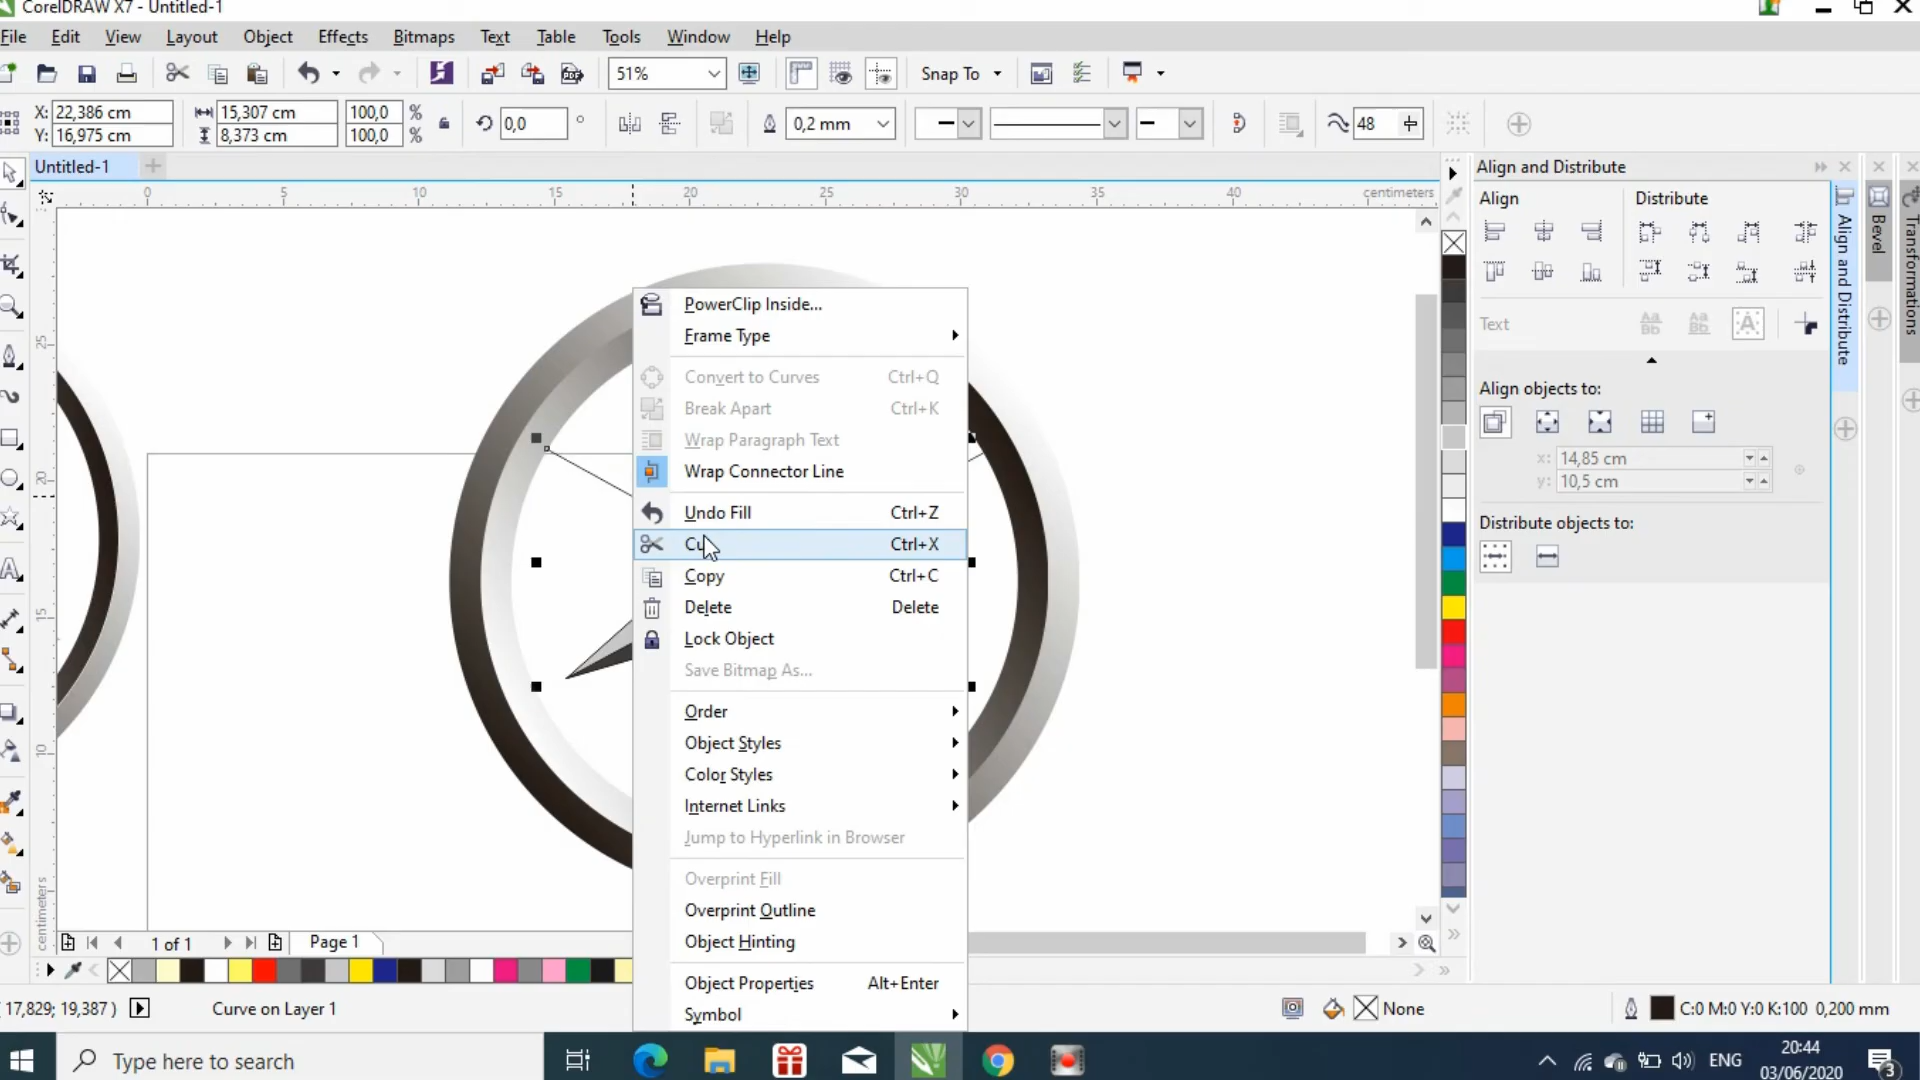 CorelDRAW X7 - Untitled-1
File Edit View Layout Object Effects Bitmaps Text Table Tools Window Help
51% Snap To
X: 22,386 cm 15,307 cm 100,0 %
Y: 16,975 cm 8,373 cm 100,0 %
0,0 ° 0,2 mm 48
Untitled-1
0 5 10 15 20 25 30 35 40 centimeters
25
20
15
10
centimeters
PowerClip Inside...
Frame Type
Convert to Curves Ctrl+Q
Break Apart Ctrl+K
Wrap Paragraph Text
Wrap Connector Line
Undo Fill Ctrl+Z
Cut Ctrl+X
Copy Ctrl+C
Delete Delete
Lock Object
Save Bitmap As...
Order
Object Styles
Color Styles
Internet Links
Jump to Hyperlink in Browser
Overprint Fill
Overprint Outline
Object Hinting
Object Properties Alt+Enter
Symbol
Align and Distribute
Align Distribute
Text
Align objects to:
x: 14,85 cm
y: 10,5 cm
Distribute objects to:
Align and Distribute
Bevel
Transformations
1 of 1 Page 1
17,829; 19,387 ) Curve on Layer 1 None C:0 M:0 Y:0 K:100 0,200 mm
Type here to search
ENG 20:44
03/06/2020
3